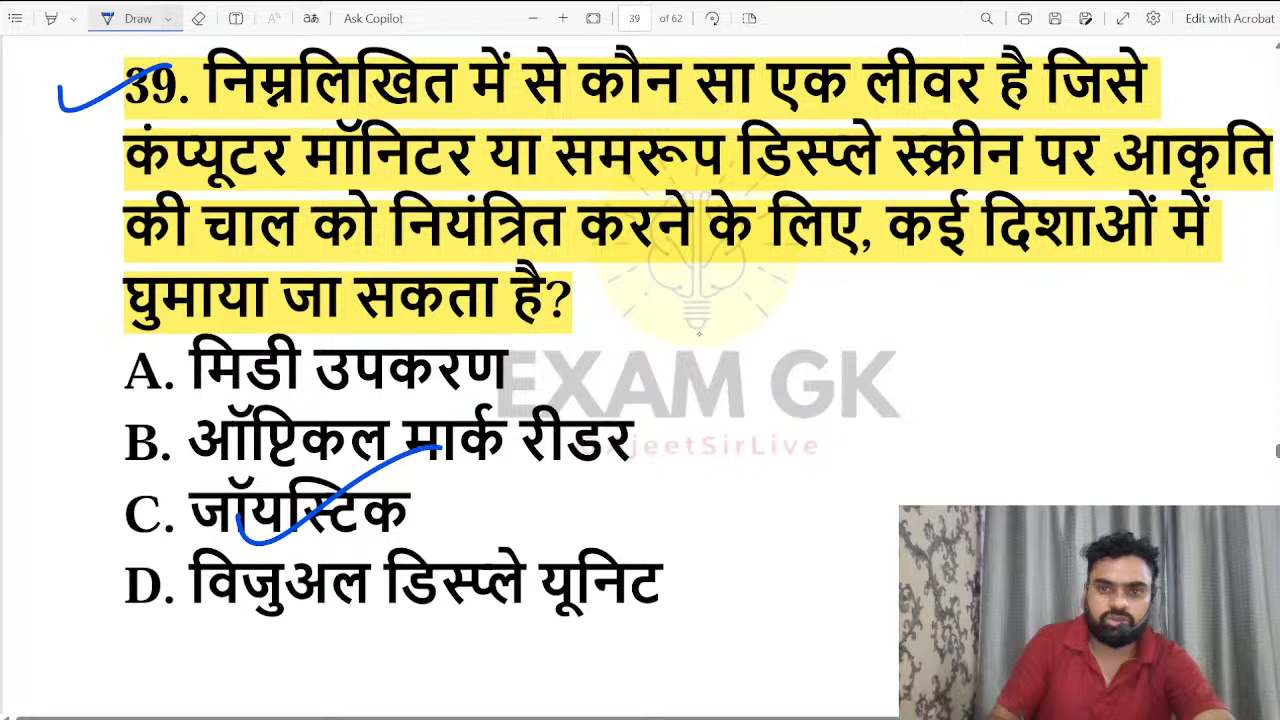 Draw
Ask Copilot
39 of 62
Edit with Acrobat
39. निम्नलिखित में से कौन सा एक लीवर है जिसे
कंप्यूटर मॉनिटर या समरूप डिस्प्ले स्क्रीन पर आकृति
की चाल को नियंत्रित करने के लिए, कई दिशाओं में
घुमाया जा सकता है?
A. मिडी उपकरण
B. ऑप्टिकल मार्क रीडर
C. जॉयस्टिक
D. विजुअल डिस्प्ले यूनिट
EXAM GK
jeetSirLive